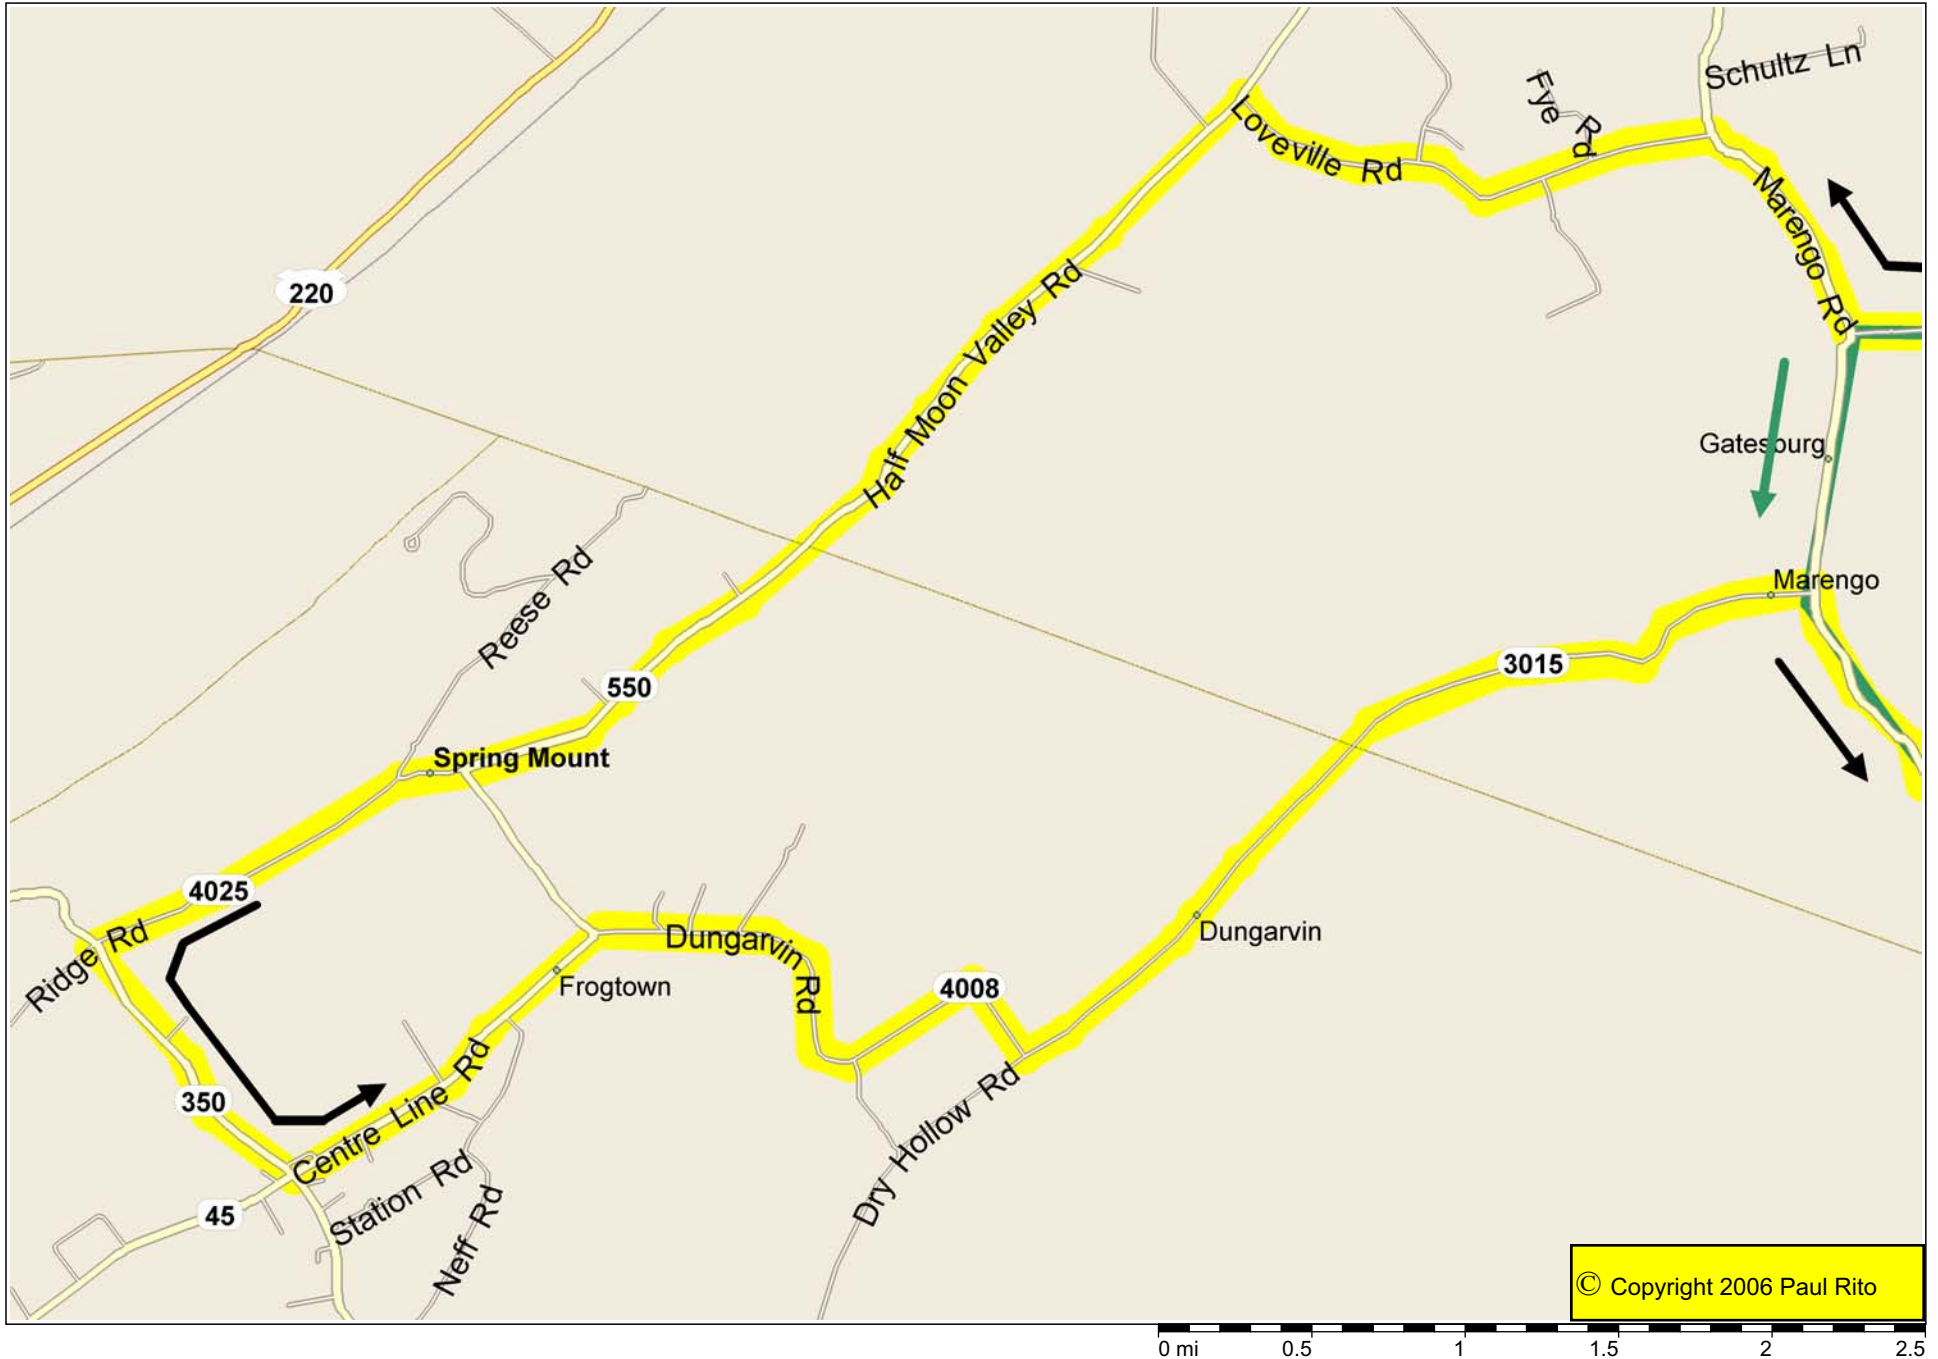 Schultz Ln
Fye Rd
Loveville Rd
Marengo Rd
220
Half Moon Valley Rd
Gatesburg
Reese Rd
Marengo
3015
550
Spring Mount
4025
Ridge Rd
Dungarvin Rd
Dungarvin
Frogtown
4008
350
Centre Line Rd
Dry Hollow Rd
Station Rd
45
Neff Rd
© Copyright 2006 Paul Rito
0 mi 0.5 1 1.5 2 2.5